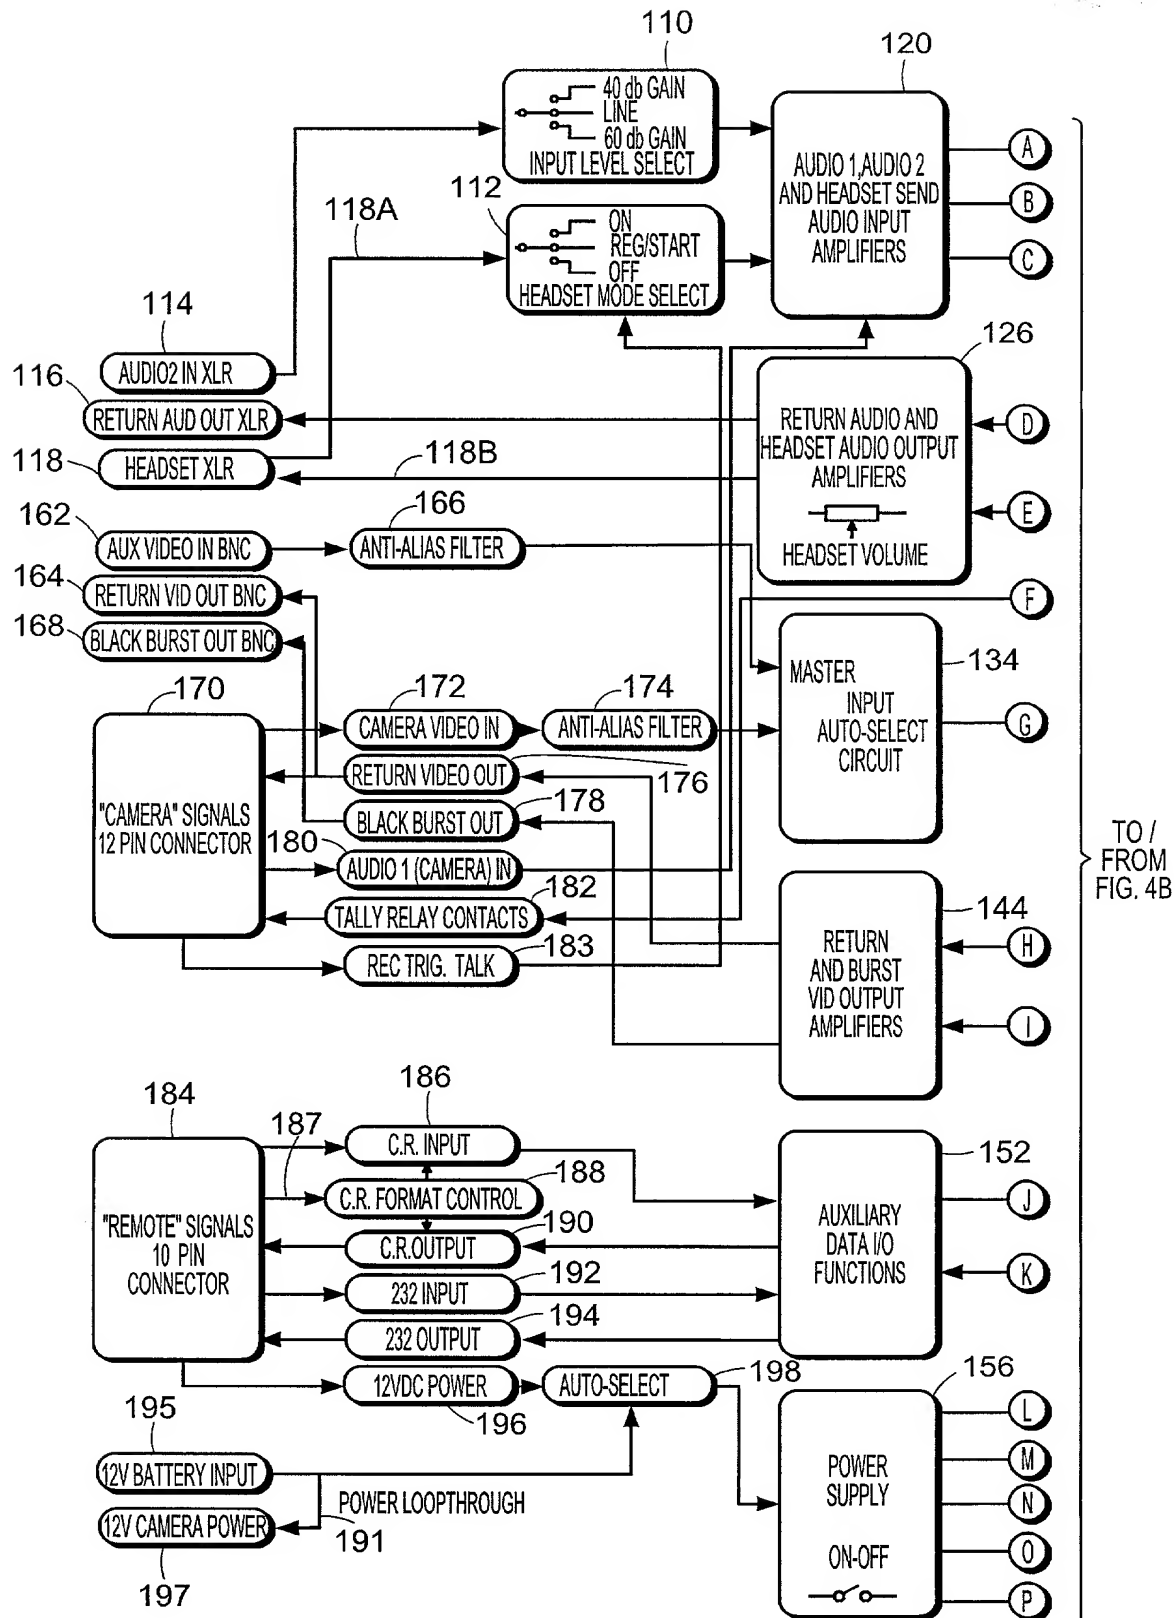 110
40 db GAIN
LINE
60 db GAIN
INPUT LEVEL SELECT
120
AUDIO 1,AUDIO 2
AND HEADSET SEND
AUDIO INPUT
AMPLIFIERS
A
B
C
118A
112
ON
REG/START
OFF
HEADSET MODE SELECT
114
AUDIO2 IN XLR
116
RETURN AUD OUT XLR
118
HEADSET XLR
118B
126
RETURN AUDIO AND
HEADSET AUDIO OUTPUT
AMPLIFIERS
HEADSET VOLUME
D
E
F
162
AUX VIDEO IN BNC
166
ANTI-ALIAS FILTER
164
RETURN VID OUT BNC
168
BLACK BURST OUT BNC
134
MASTER
INPUT
AUTO-SELECT
CIRCUIT
G
170
"CAMERA" SIGNALS
12 PIN CONNECTOR
172
CAMERA VIDEO IN
174
ANTI-ALIAS FILTER
RETURN VIDEO OUT
176
BLACK BURST OUT
178
180
AUDIO 1 (CAMERA) IN
182
TALLY RELAY CONTACTS
183
REC TRIG. TALK
TO /
FROM
FIG. 4B
144
RETURN
AND BURST
VID OUTPUT
AMPLIFIERS
H
I
184
"REMOTE" SIGNALS
10 PIN
CONNECTOR
187
186
C.R. INPUT
188
C.R. FORMAT CONTROL
190
C.R.OUTPUT
192
232 INPUT
194
232 OUTPUT
152
AUXILIARY
DATA I/O
FUNCTIONS
J
K
12VDC POWER
196
AUTO-SELECT
198
156
POWER
SUPPLY
ON-OFF
L
M
N
O
P
195
12V BATTERY INPUT
POWER LOOPTHROUGH
191
12V CAMERA POWER
197